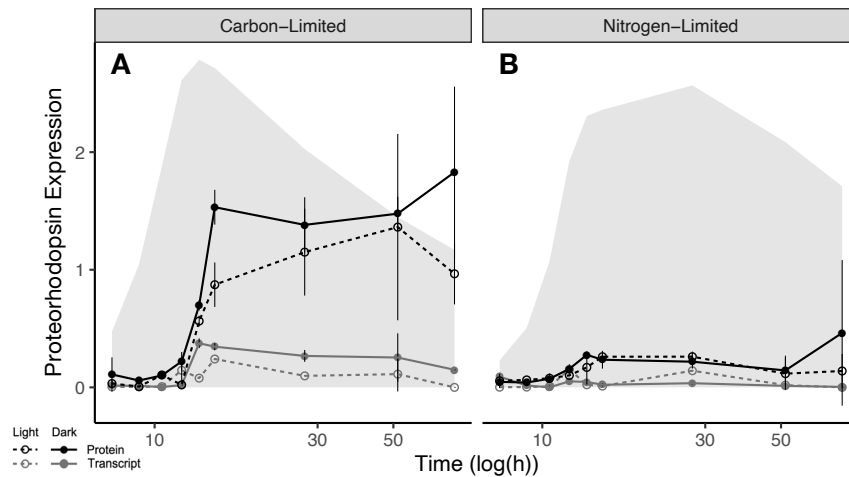 Carbon–Limited
Nitrogen–Limited
A
B
Proteorhodopsin Expression
2
1
0
10
30
50
10
30
50
Time (log(h))
Light
Dark
Protein
Transcript